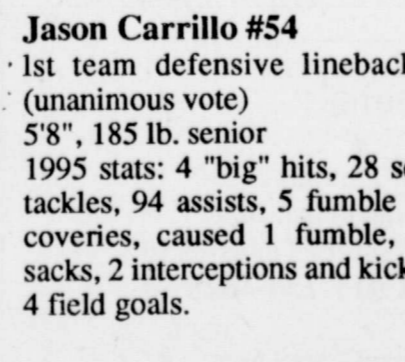 Jason Carrillo #54
1st team defensive lineback
(unanimous vote)
5'8", 185 lb. senior
1995 stats: 4 "big" hits, 28 s
tackles, 94 assists, 5 fumble
coveries, caused 1 fumble,
sacks, 2 interceptions and kick
4 field goals.